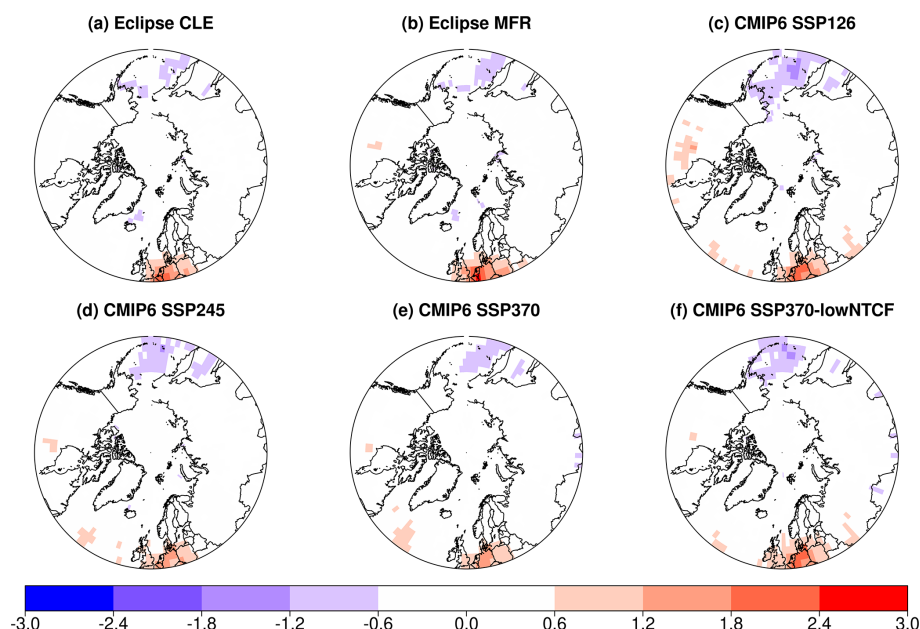 (a) Eclipse CLE
(b) Eclipse MFR
(c) CMIP6 SSP126
(d) CMIP6 SSP245
(e) CMIP6 SSP370
(f) CMIP6 SSP370-lowNTCF
-3.0 -2.4 -1.8 -1.2 -0.6 0.0 0.6 1.2 1.8 2.4 3.0